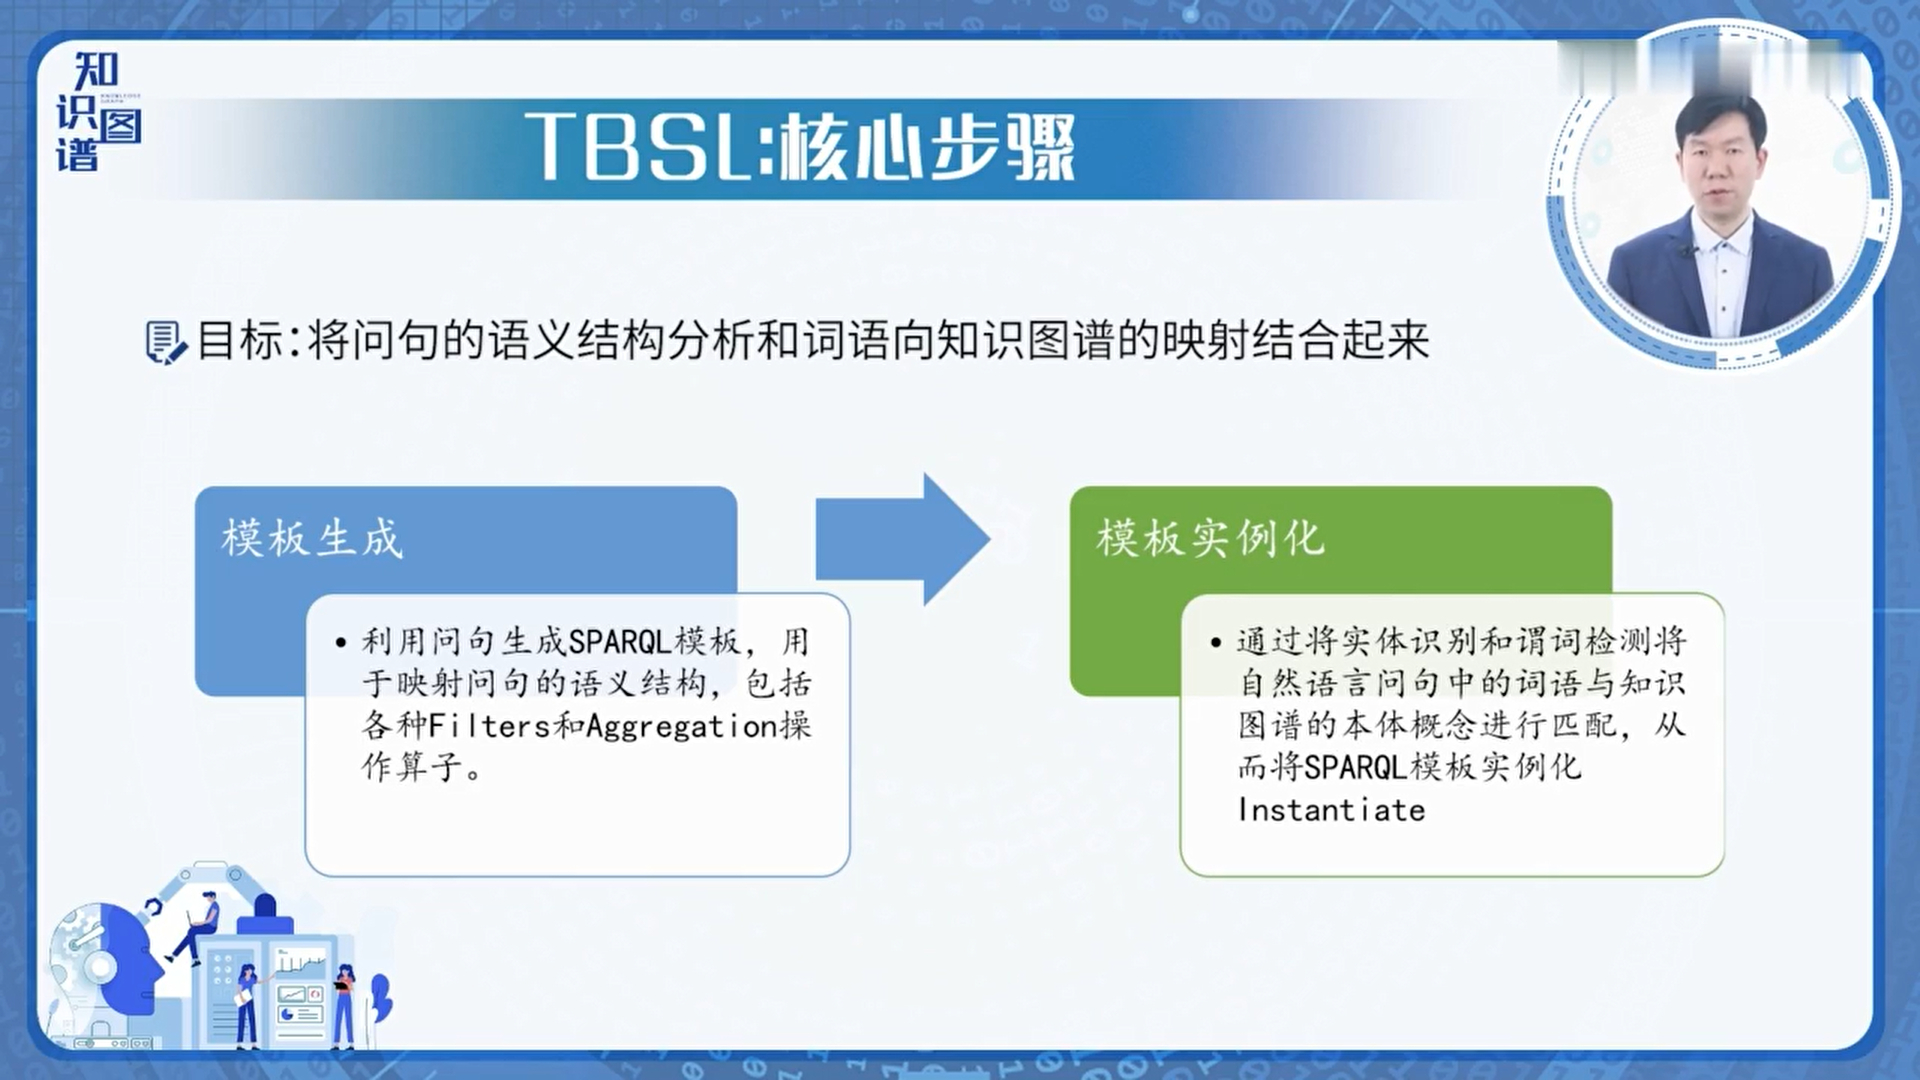 知识图谱
TBSL:核心步骤
目标:将问句的语义结构分析和词语向知识图谱的映射结合起来
模板生成
• 利用问句生成SPARQL模板，用
于映射问句的语义结构，包括
各种Filters和Aggregation操
作算子。
模板实例化
• 通过将实体识别和谓词检测将
自然语言问句中的词语与知识
图谱的本体概念进行匹配，从
而将SPARQL模板实例化
Instantiate